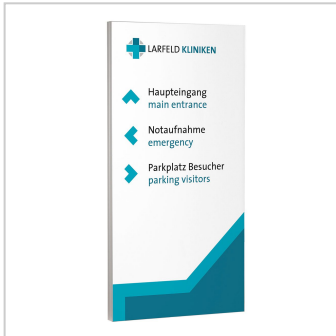 LARFELD KLINIKEN
Haupteingang
main entrance
Notaufnahme
emergency
Parkplatz Besucher
parking visitors